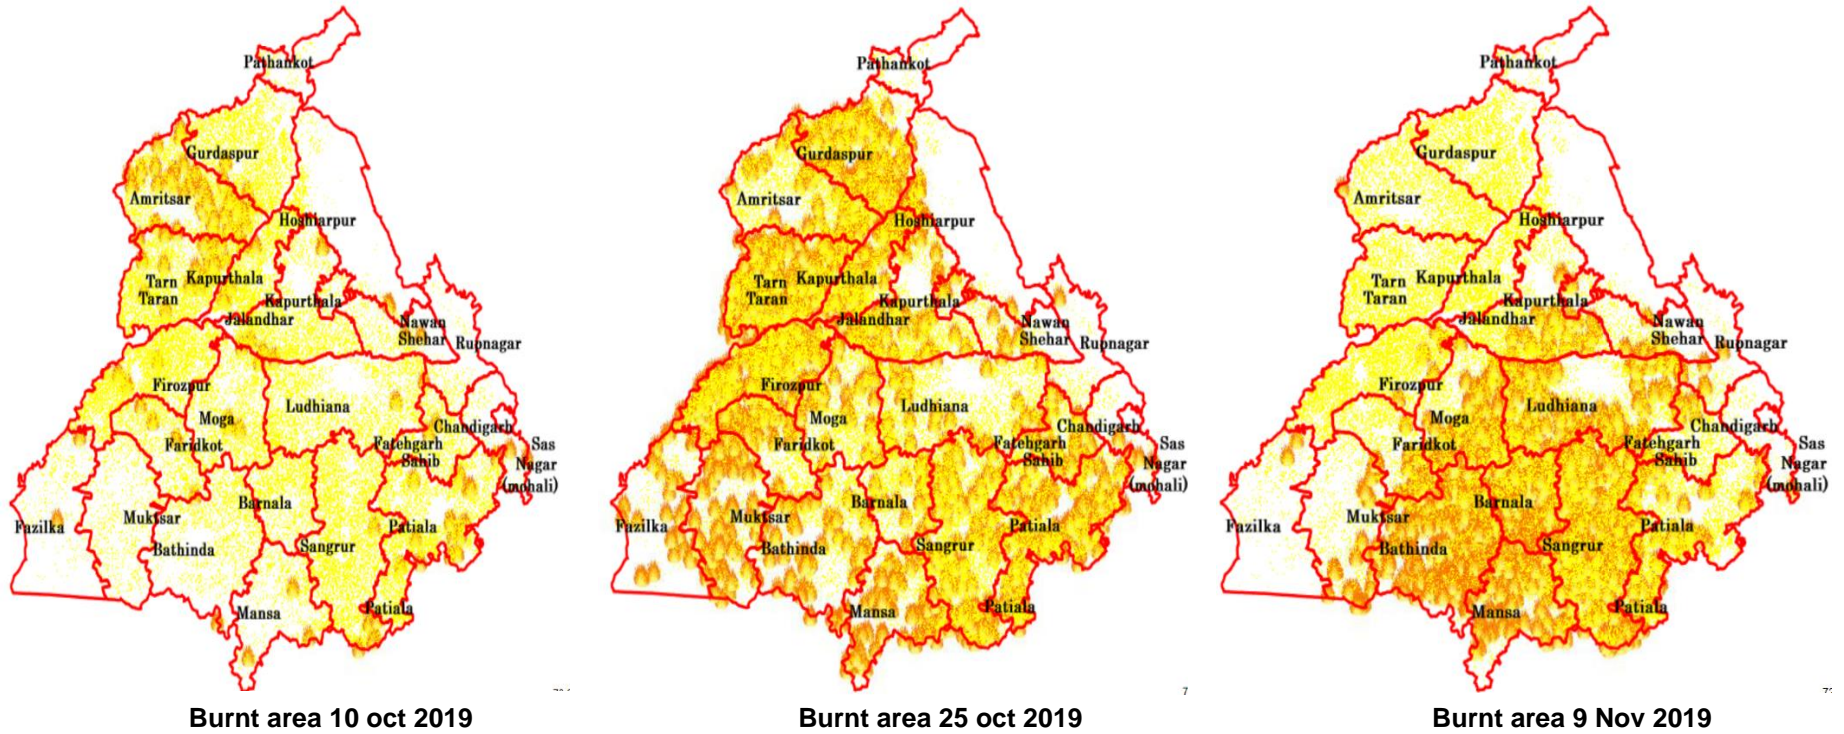 Pathankot
Gurdaspur
Amritsar
Hoshiarpur
Tarn
Taran
Kapurthala
Kapurthala
Jalandhar
Nawan
Shehar
Rupnagar
Firozpur
Moga
Ludhiana
Chandigarh
Faridkot
Fatehgarh
Sahib
Sas
Nagar
(mohali)
Barnala
Muktsar
Fazilka
Patiala
Bathinda
Sangrur
Mansa
Patiala
Burnt area 10 oct 2019
Pathankot
Gurdaspur
Amritsar
Hoshiarpur
Tarn
Taran
Kapurthala
Kapurthala
Jalandhar
Nawan
Shehar
Rupnagar
Firozpur
Moga
Ludhiana
Chandigarh
Faridkot
Fatehgarh
Sahib
Sas
Nagar
(mohali)
Barnala
Muktsar
Fazilka
Patiala
Bathinda
Sangrur
Mansa
Patiala
7
Burnt area 25 oct 2019
Pathankot
Gurdaspur
Amritsar
Hoshiarpur
Tarn
Taran
Kapurthala
Kapurthala
Jalandhar
Nawan
Shehar
Rupnagar
Firozpur
Moga
Ludhiana
Chandigarh
Faridkot
Fatehgarh
Sahib
Sas
Nagar
(mohali)
Barnala
Muktsar
Fazilka
Patiala
Bathinda
Sangrur
Mansa
Patiala
Burnt area 9 Nov 2019